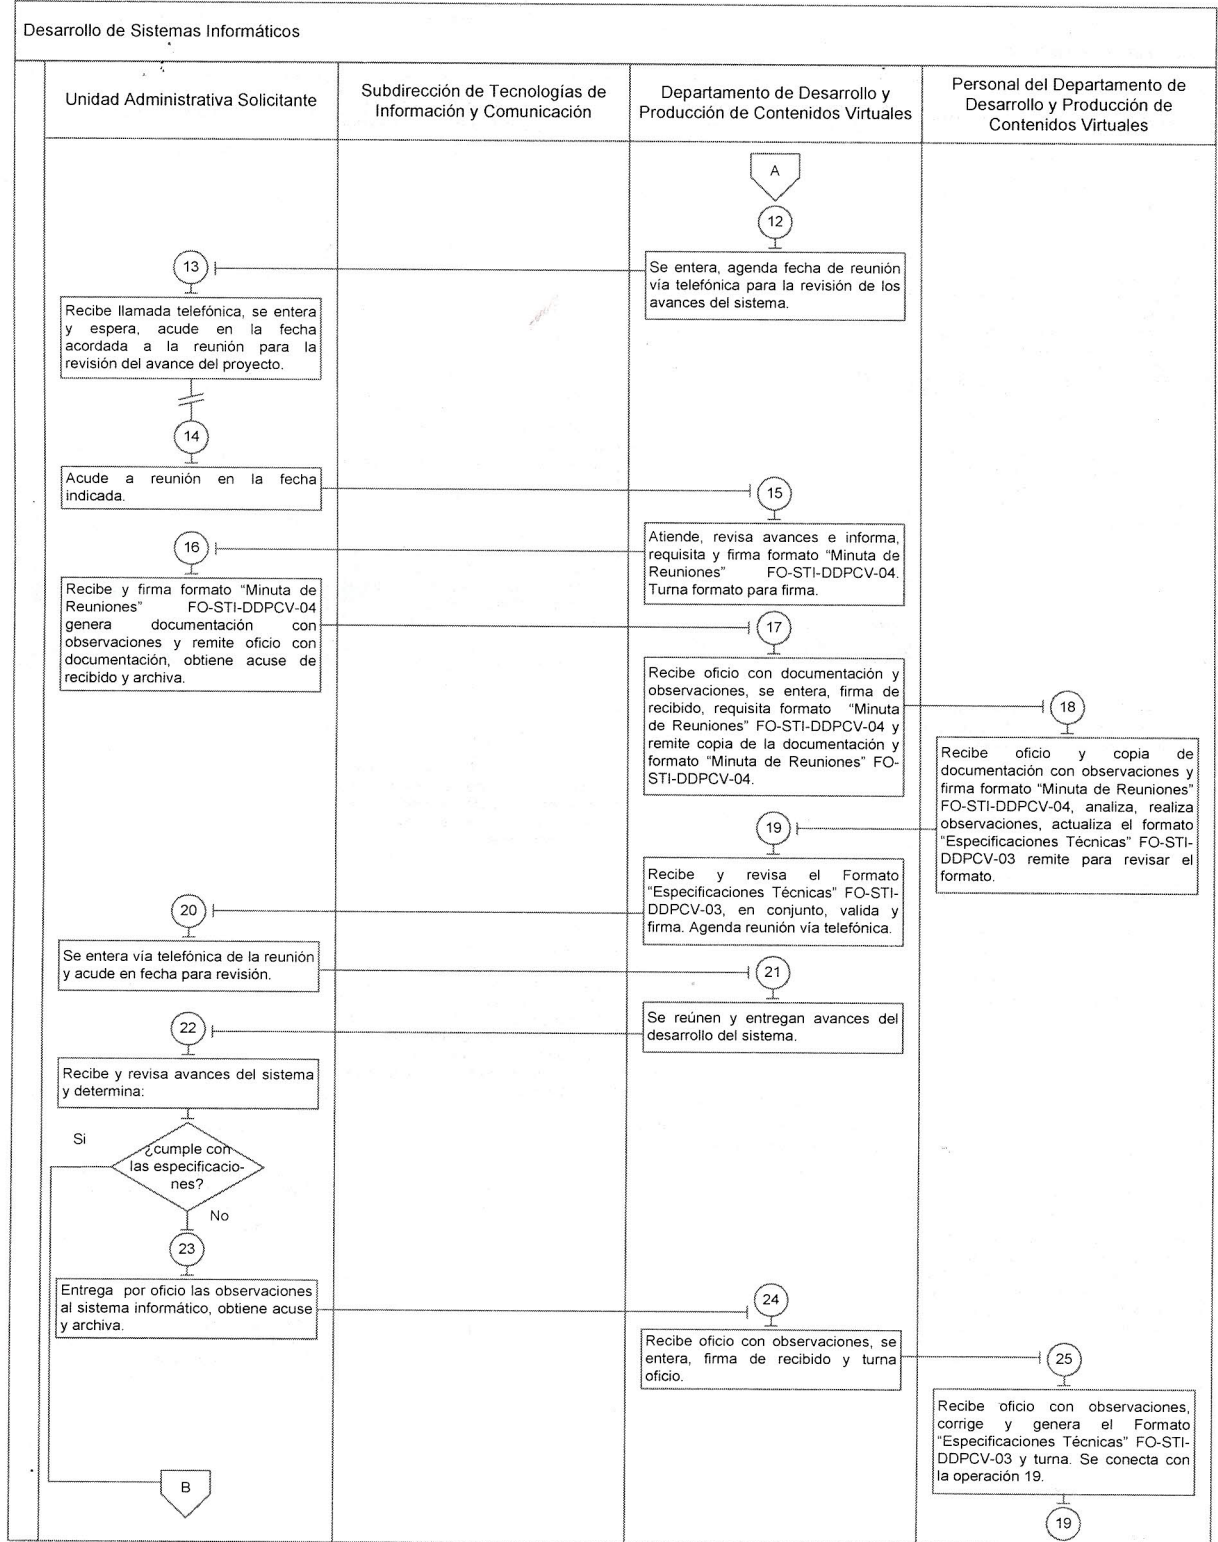 Desarrollo de Sistemas Informáticos
Unidad Administrativa Solicitante
Subdirección de Tecnologías de
Información y Comunicación
Departamento de Desarrollo y
Producción de Contenidos Virtuales
Personal del Departamento de
Desarrollo y Producción de
Contenidos Virtuales
A
12
Se entera, agenda fecha de reunión
vía telefónica para la revisión de los
avances del sistema.
13
Recibe llamada telefónica, se entera
y espera, acude en la fecha
acordada a la reunión para la
revisión del avance del proyecto.
14
Acude a reunión en la fecha
indicada.
15
Atiende, revisa avances e informa,
requisita y firma formato “Minuta de
Reuniones” FO-STI-DDPCV-04.
Turna formato para firma.
16
Recibe y firma formato “Minuta de
Reuniones” FO-STI-DDPCV-04
genera documentación con
observaciones y remite oficio con
documentación, obtiene acuse de
recibido y archiva.
17
Recibe oficio con documentación y
observaciones, se entera, firma de
recibido, requisita formato “Minuta
de Reuniones” FO-STI-DDPCV-04 y
remite copia de la documentación y
formato “Minuta de Reuniones” FO-
STI-DDPCV-04.
18
Recibe oficio y copia de
documentación con observaciones y
firma formato “Minuta de Reuniones”
FO-STI-DDPCV-04, analiza, realiza
observaciones, actualiza el formato
“Especificaciones Técnicas” FO-STI-
DDPCV-03 remite para revisar el
formato.
19
Recibe y revisa el Formato
“Especificaciones Técnicas” FO-STI-
DDPCV-03, en conjunto, valida y
firma. Agenda reunión vía telefónica.
20
Se entera vía telefónica de la reunión
y acude en fecha para revisión.
21
Se reúnen y entregan avances del
desarrollo del sistema.
22
Recibe y revisa avances del sistema
y determina:
Si
¿cumple con
las especificacio-
nes?
No
23
Entrega por oficio las observaciones
al sistema informático, obtiene acuse
y archiva.
24
Recibe oficio con observaciones, se
entera, firma de recibido y turna
oficio.
25
Recibe oficio con observaciones,
corrige y genera el Formato
“Especificaciones Técnicas” FO-STI-
DDPCV-03 y turna. Se conecta con
la operación 19.
B
19